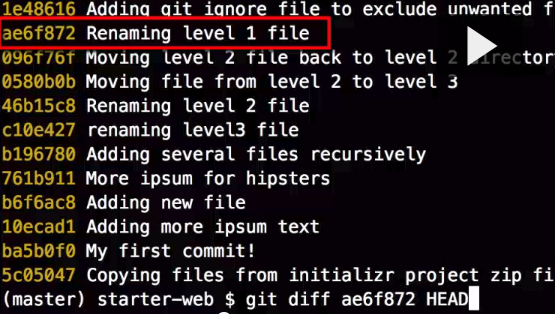 1e48616 Adding git ignore file to exclude unwanted f
ae6f872 Renaming level 1 file
096f76f Moving level 2 file back to level 2 director
0580b0b Moving file from level 2 to level 3
46b15c8 Renaming level 2 file
c10e427 renaming level3 file
b196780 Adding several files recursively
761b911 More ipsum for hipsters
b6f6ac8 Adding new file
10ecad1 Adding more ipsum text
ba5b0f0 My first commit!
5c05047 Copying files from initializr project zip fi
(master) starter-web $ git diff ae6f872 HEAD